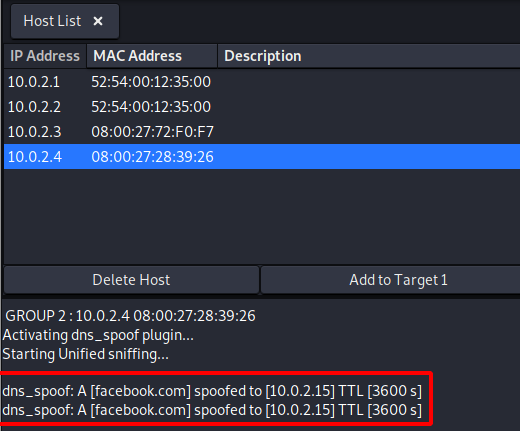 Host List ×
IP Address MAC Address Description
10.0.2.1 52:54:00:12:35:00
10.0.2.2 52:54:00:12:35:00
10.0.2.3 08:00:27:72:F0:F7
10.0.2.4 08:00:27:28:39:26
Delete Host Add to Target 1
GROUP 2 : 10.0.2.4 08:00:27:28:39:26
Activating dns_spoof plugin...
Starting Unified sniffing...
dns_spoof: A [facebook.com] spoofed to [10.0.2.15] TTL [3600 s]
dns_spoof: A [facebook.com] spoofed to [10.0.2.15] TTL [3600 s]